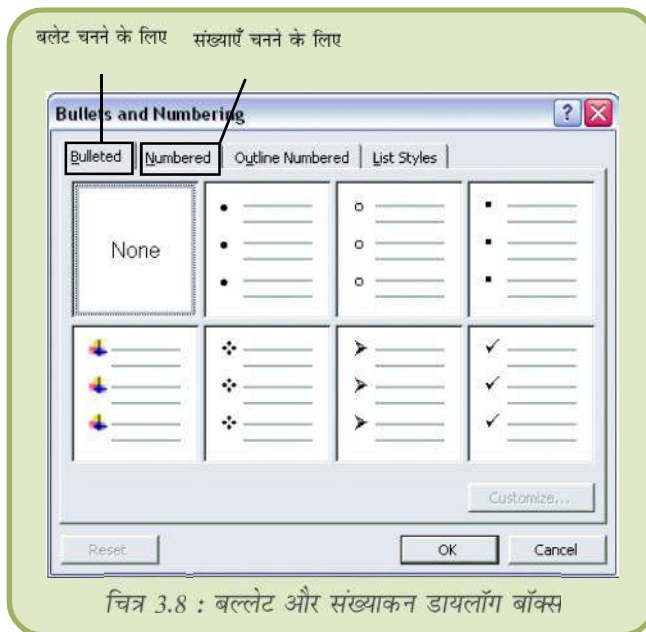 बलेट चनने के लिए संख्याएँ चनने के लिए
Bullets and Numbering
Bulleted Numbered Outline Numbered List Styles
None
Customize...
Reset OK Cancel
चित्र 3.8 : बल्लेट और संख्याकन डायलॉग बॉक्स